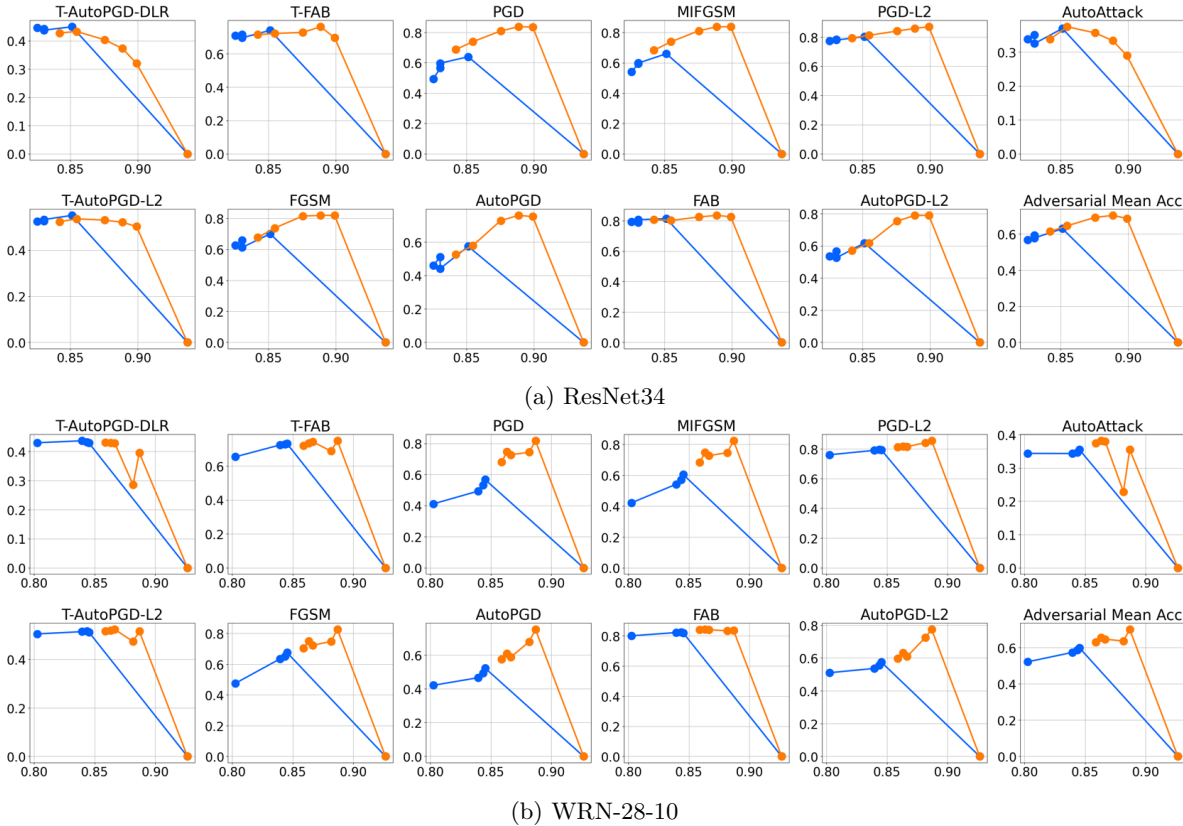 T-AutoPGD-DLR T-FAB PGD MIFGSM PGD-L2 AutoAttack
0.4 0.6 0.8 0.8 0.8 0.3
0.3 0.6 0.6 0.6
0.2 0.4 0.4 0.4 0.4 0.2
0.1 0.2 0.2 0.2 0.2 0.1
0.0 0.0 0.0 0.0 0.0 0.0
0.85 0.90 0.85 0.90 0.85 0.90 0.85 0.90 0.85 0.90 0.85 0.90
T-AutoPGD-L2 FGSM AutoPGD FAB AutoPGD-L2 Adversarial Mean Acc
0.4 0.8 0.8 0.8 0.6
0.6 0.6 0.6 0.6
0.2 0.4 0.4 0.4 0.4 0.4
0.2 0.2 0.2 0.2 0.2
0.0 0.0 0.0 0.0 0.0 0.0
0.85 0.90 0.85 0.90 0.85 0.90 0.85 0.90 0.85 0.90 0.85 0.90
(a) ResNet34
T-AutoPGD-DLR T-FAB PGD MIFGSM PGD-L2 AutoAttack
0.4 0.6 0.8 0.8 0.8 0.4
0.3 0.6 0.6 0.6 0.3
0.2 0.4 0.4 0.4 0.4 0.2
0.1 0.2 0.2 0.2 0.2 0.1
0.0 0.0 0.0 0.0 0.0 0.0
0.80 0.85 0.90 0.80 0.85 0.90 0.80 0.85 0.90 0.80 0.85 0.90 0.80 0.85 0.90 0.80 0.85 0.90
T-AutoPGD-L2 FGSM AutoPGD FAB AutoPGD-L2 Adversarial Mean Acc
0.4 0.8 0.6 0.8 0.6 0.6
0.6 0.4 0.6 0.4 0.4
0.2 0.4 0.2 0.4 0.2 0.2
0.2 0.2
0.0 0.0 0.0 0.0 0.0 0.0
0.80 0.85 0.90 0.80 0.85 0.90 0.80 0.85 0.90 0.80 0.85 0.90 0.80 0.85 0.90 0.80 0.85 0.90
(b) WRN-28-10